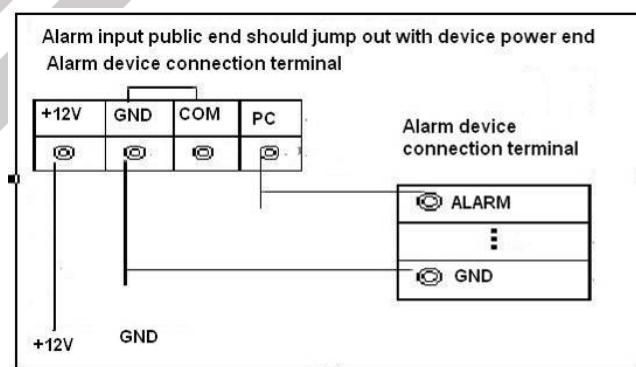 Alarm input public end should jump out with device power end
Alarm device connection terminal
+12V GND COM PC
Alarm device
connection terminal
ALARM
GND
+12V GND